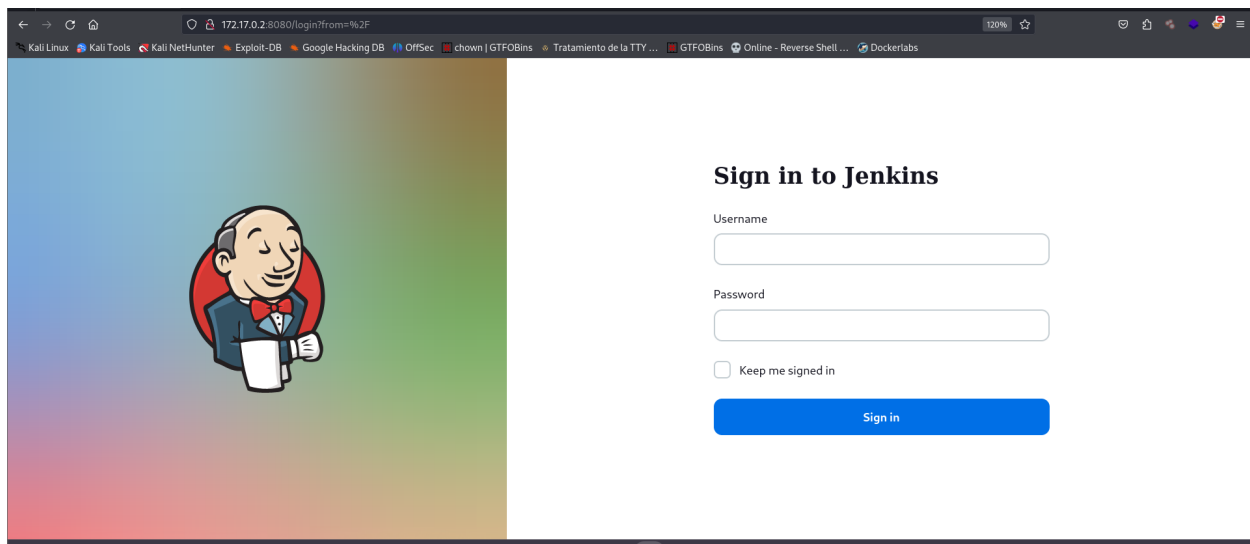 172.17.0.2:8080/login?from=%2F
120%
Kali Linux Kali Tools Kali NetHunter Exploit-DB Google Hacking DB OffSec chown | GTFOBins Tratamiento de la TTY ... GTFOBins Online - Reverse Shell ... Dockerlabs
Sign in to Jenkins
Username
Password
Keep me signed in
Sign in